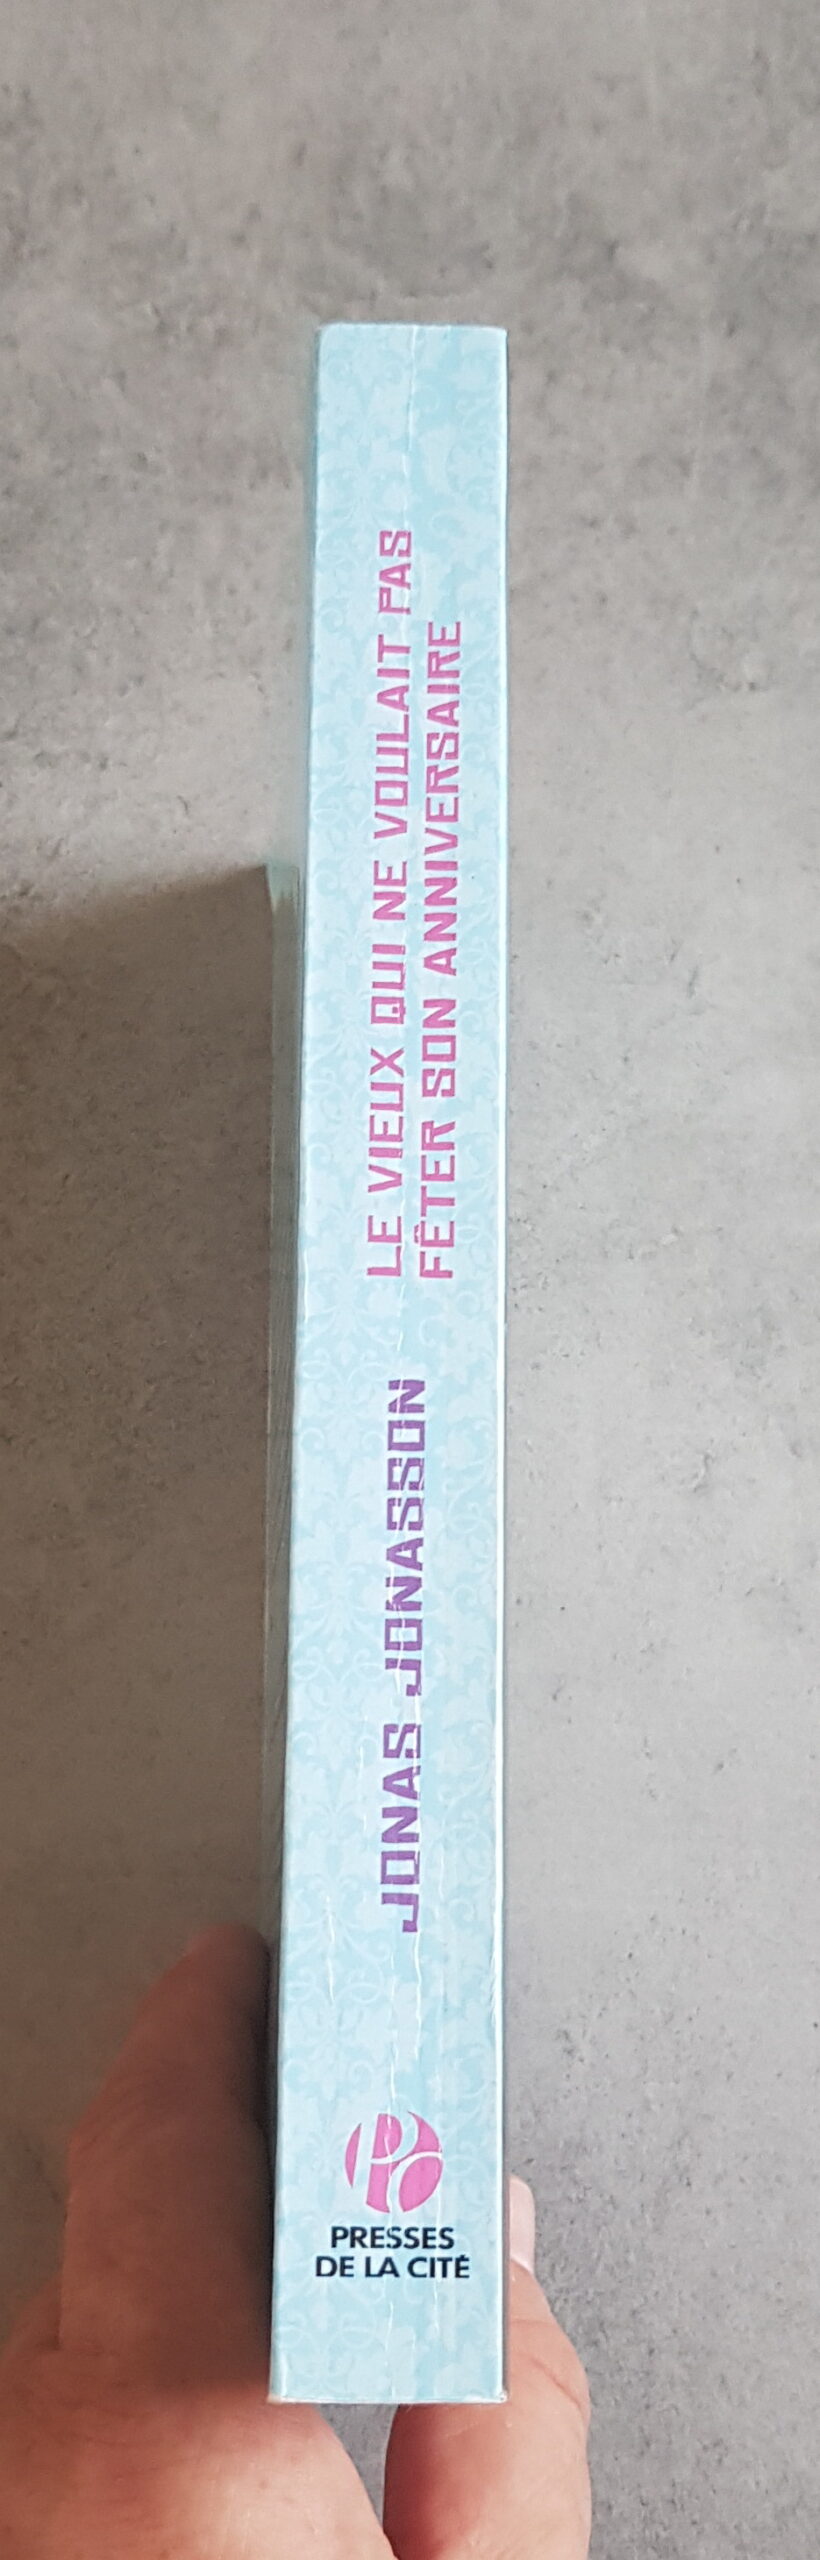 LE VIEUX QUI NE VOULAIT PAS
FÊTER SON ANNIVERSAIRE
JONAS JONASSON
PRESSES
DE LA CITÉ